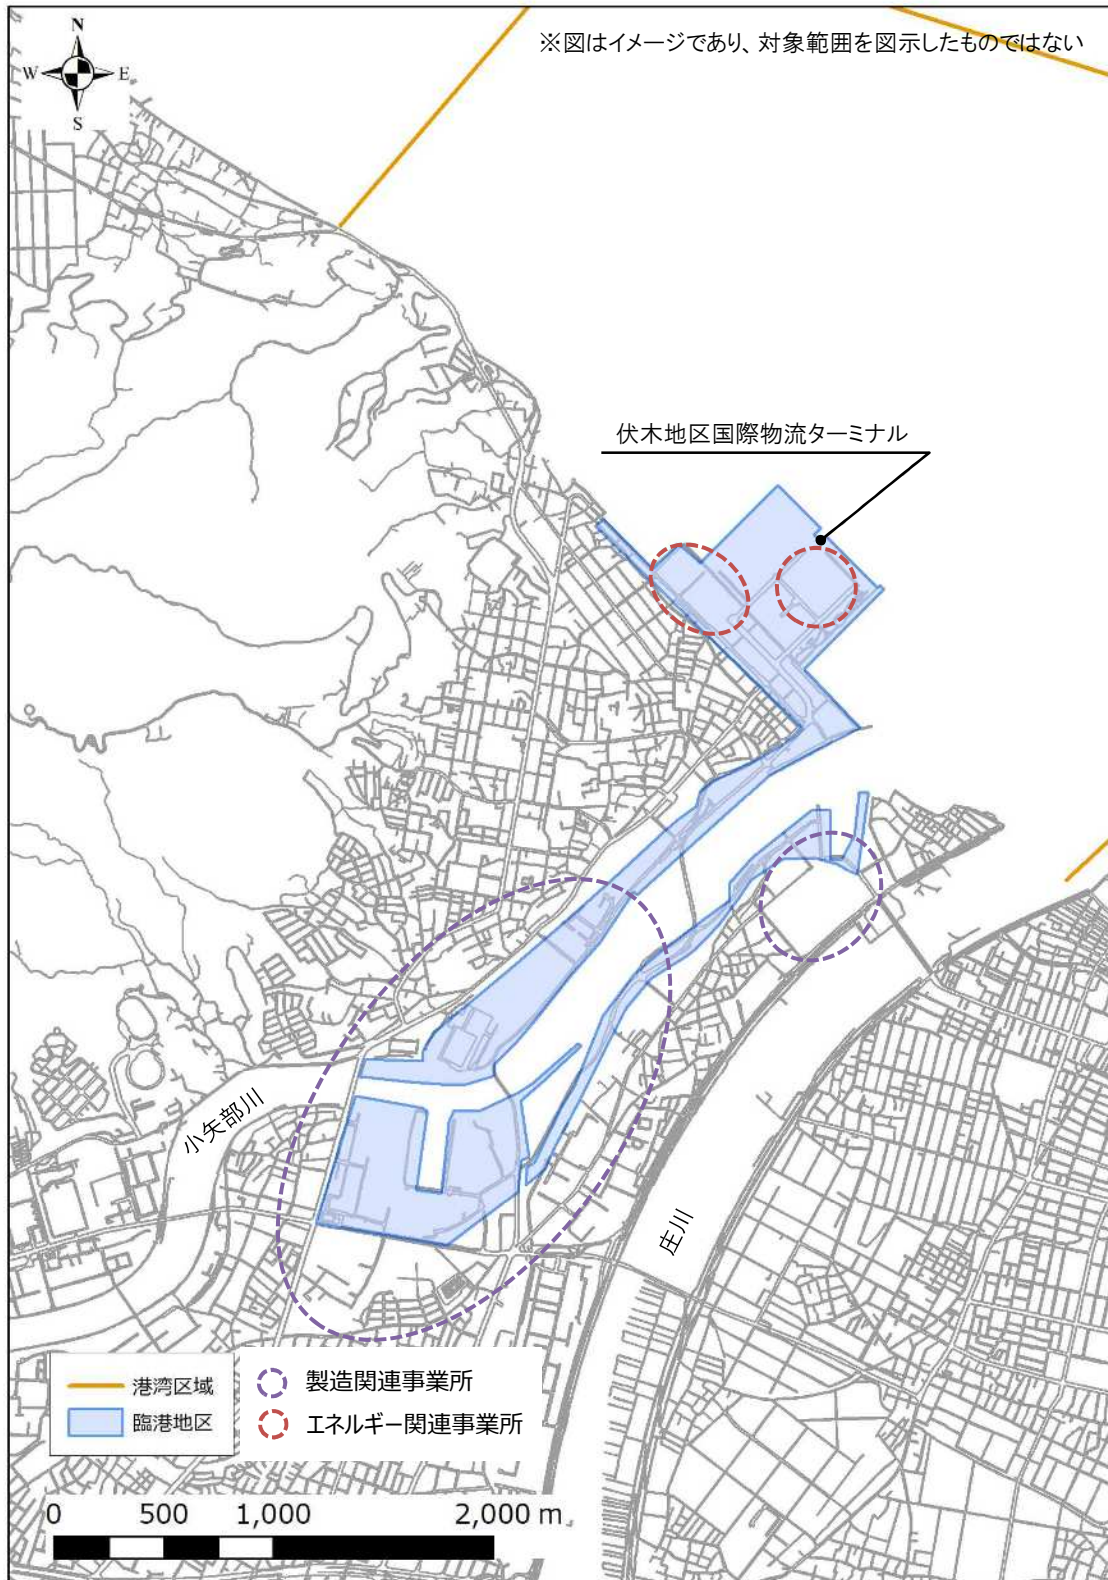 ※図はイメージであり、対象範囲を図示したものではない
N
W
E
S
伏木地区国際物流ターミナル
小矢部川
庄川
港湾区域
臨港地区
製造関連事業所
エネルギー関連事業所
0 500 1,000 2,000 m